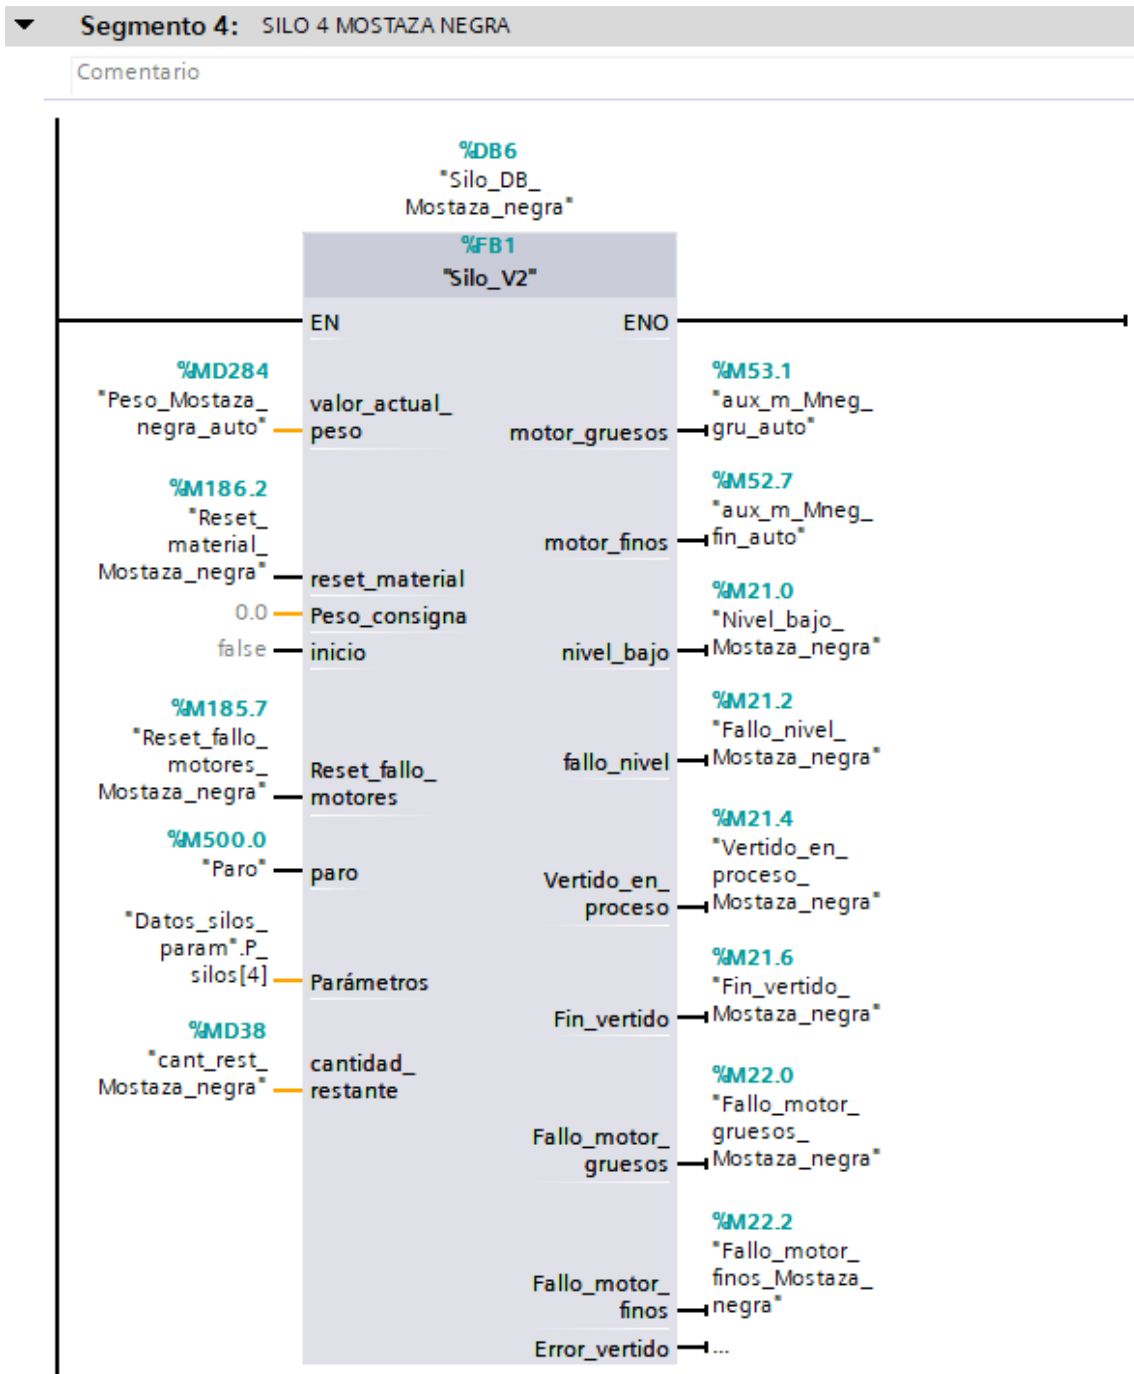 Segmento 4: SILO 4 MOSTAZA NEGRA
Comentario
%DB6
"Silo_DB_
Mostaza_negra"
%FB1
"Silo_V2"
EN
ENO
%MD284
"Peso_Mostaza_
negra_auto"
valor_actual_
peso
%M186.2
"Reset_
material_
Mostaza_negra"
reset_material
0.0
Peso_consigna
false
inicio
%M185.7
"Reset_fallo_
motores_
Mostaza_negra"
Reset_fallo_
motores
%M500.0
"Paro"
paro
"Datos_silos_
param".P_
silos[4]
Parámetros
%MD38
"cant_rest_
Mostaza_negra"
cantidad_
restante
motor_gruesos
%M53.1
"aux_m_Mneg_
gru_auto"
motor_finos
%M52.7
"aux_m_Mneg_
fin_auto"
nivel_bajo
%M21.0
"Nivel_bajo_
Mostaza_negra"
fallo_nivel
%M21.2
"Fallo_nivel_
Mostaza_negra"
Vertido_en_
proceso
%M21.4
"Vertido_en_
proceso_
Mostaza_negra"
Fin_vertido
%M21.6
"Fin_vertido_
Mostaza_negra"
Fallo_motor_
gruesos
%M22.0
"Fallo_motor_
gruesos_
Mostaza_negra"
Fallo_motor_
finos
%M22.2
"Fallo_motor_
finos_Mostaza_
negra"
Error_vertido
...